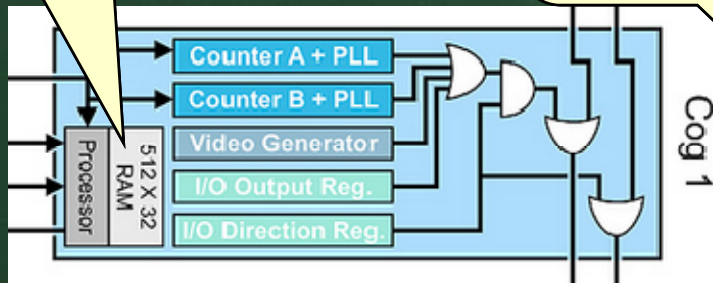 Counter A + PLL
Counter B + PLL
Video Generator
I/O Output Reg.
I/O Direction Reg.
Processor
512 X 32
RAM
Cog 1